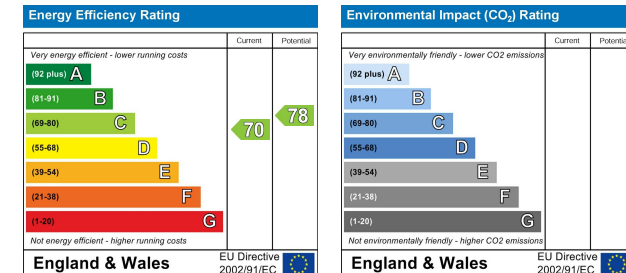 Energy Efficiency Rating
Current Potential
Very energy efficient - lower running costs
(92 plus) A
(81-91) B
(69-80) C
(55-68) D
(39-54) E
(21-38) F
(1-20) G
70
78
Not energy efficient - higher running costs
England & Wales
EU Directive
2002/91/EC
Environmental Impact (CO₂) Rating
Current Potential
Very environmentally friendly - lower CO2 emissions
(92 plus) A
(81-91) B
(69-80) C
(55-68) D
(39-54) E
(21-38) F
(1-20) G
Not environmentally friendly - higher CO2 emissions
England & Wales
EU Directive
2002/91/EC